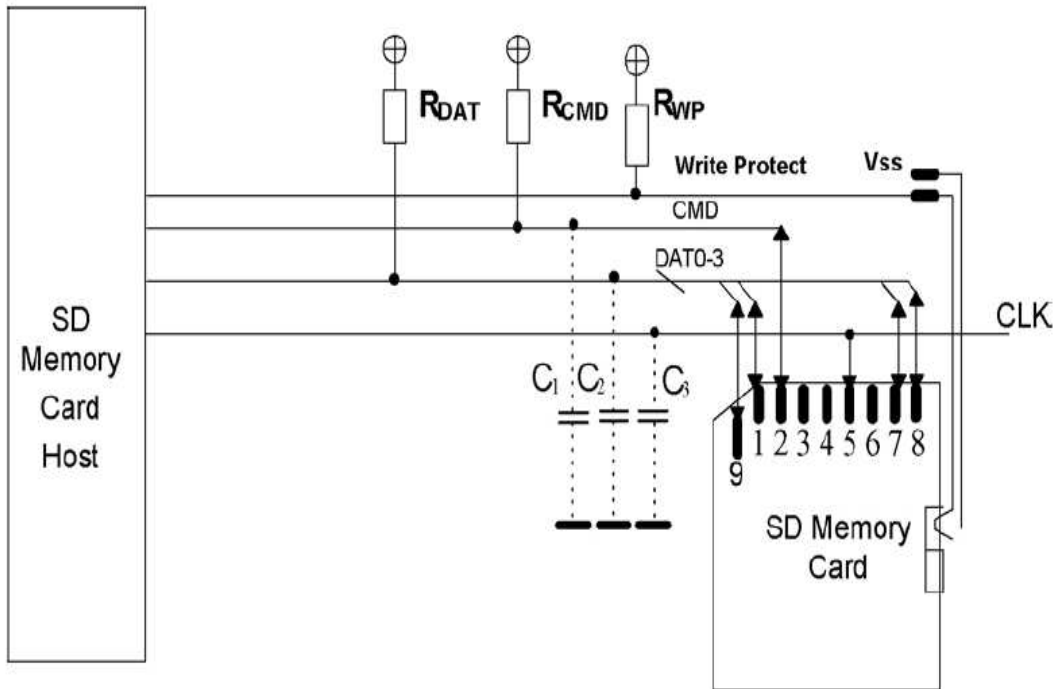 RDAT
RCMD
RWP
Write Protect
Vss
CMD
DAT0-3
CLK
SD
Memory
Card
Host
C1
C2
C3
1 2 3 4 5 6 7 8
9
SD Memory
Card